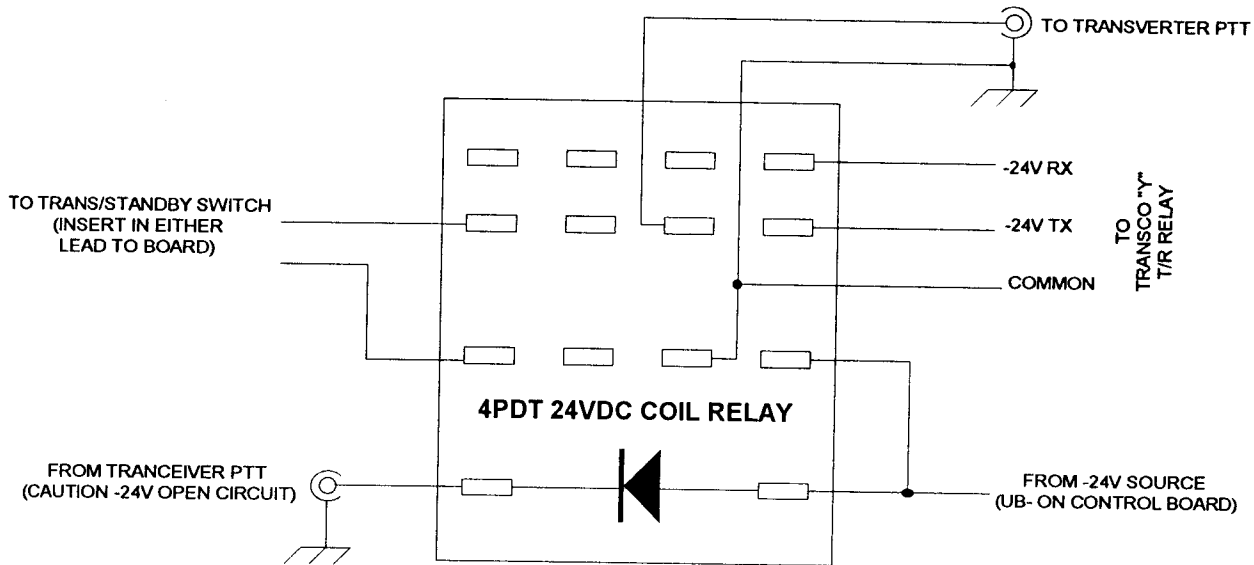 TO TRANSVERTER PTT
-24V RX
TO TRANS/STANDBY SWITCH
(INSERT IN EITHER
LEAD TO BOARD)
-24V TX
TO
TRANSCO "Y"
T/R RELAY
COMMON
4PDT 24VDC COIL RELAY
FROM TRANCEIVER PTT
(CAUTION -24V OPEN CIRCUIT)
FROM -24V SOURCE
(UB- ON CONTROL BOARD)